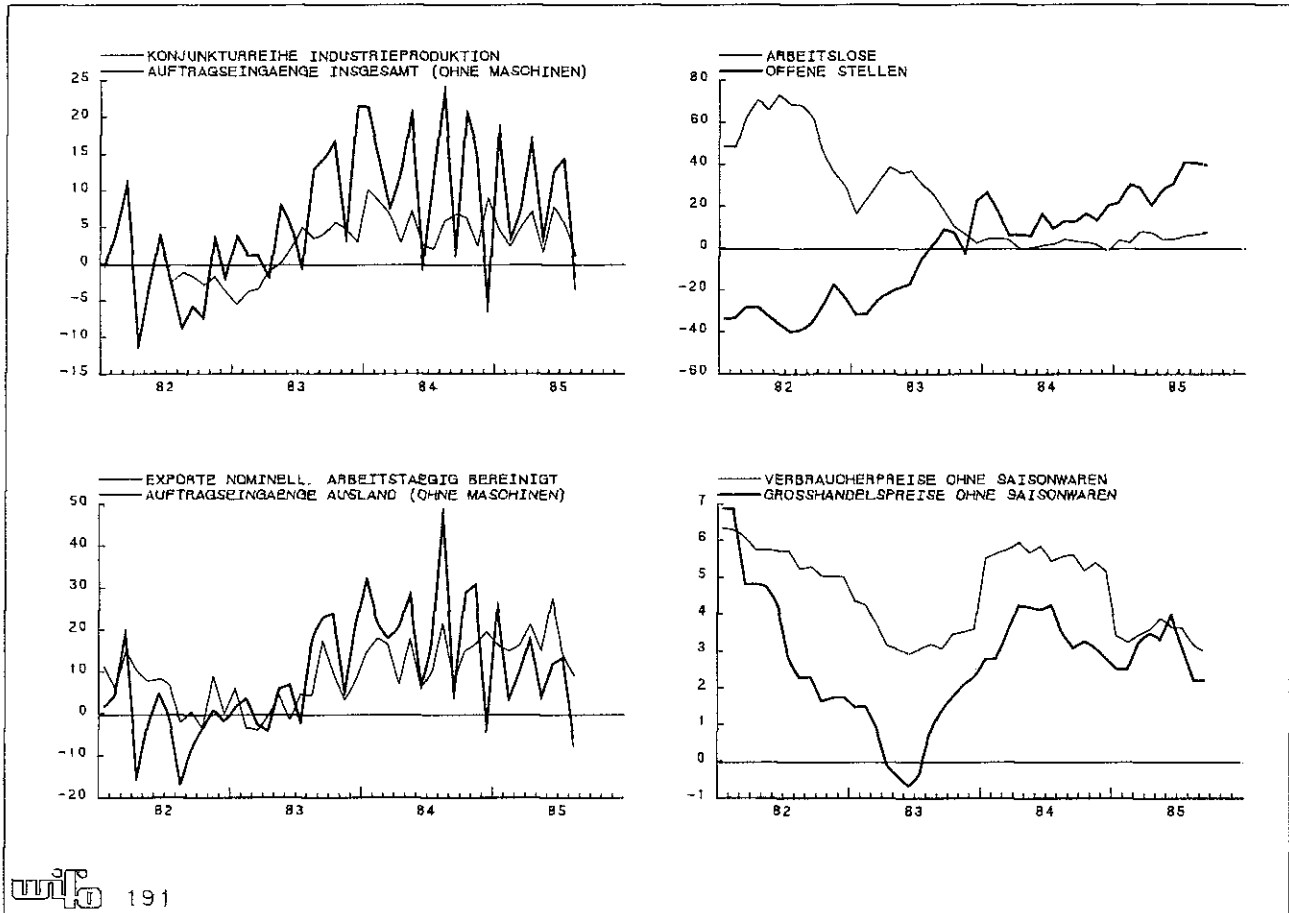 KONJUNKTURREIHE INDUSTRIEPRODUKTION
AUFTRAGSEINGAENGE INSGESAMT (OHNE MASCHINEN)
25
20
15
10
5
0
-5
-10
-15
82 83 84 85
ARBEITSLOSE
OFFENE STELLEN
80
60
40
20
0
-20
-40
-60
82 83 84 85
EXPORTE NOMINELL, ARBEITSTAEGIG BEREINIGT
AUFTRAGSEINGAENGE AUSLAND (OHNE MASCHINEN)
50
40
30
20
10
0
-10
-20
82 83 84 85
VERBRAUCHERPREISE OHNE SAISONWAREN
GROSSHANDELSPREISE OHNE SAISONWAREN
7
6
5
4
3
2
1
0
-1
82 83 84 85
wifo 191